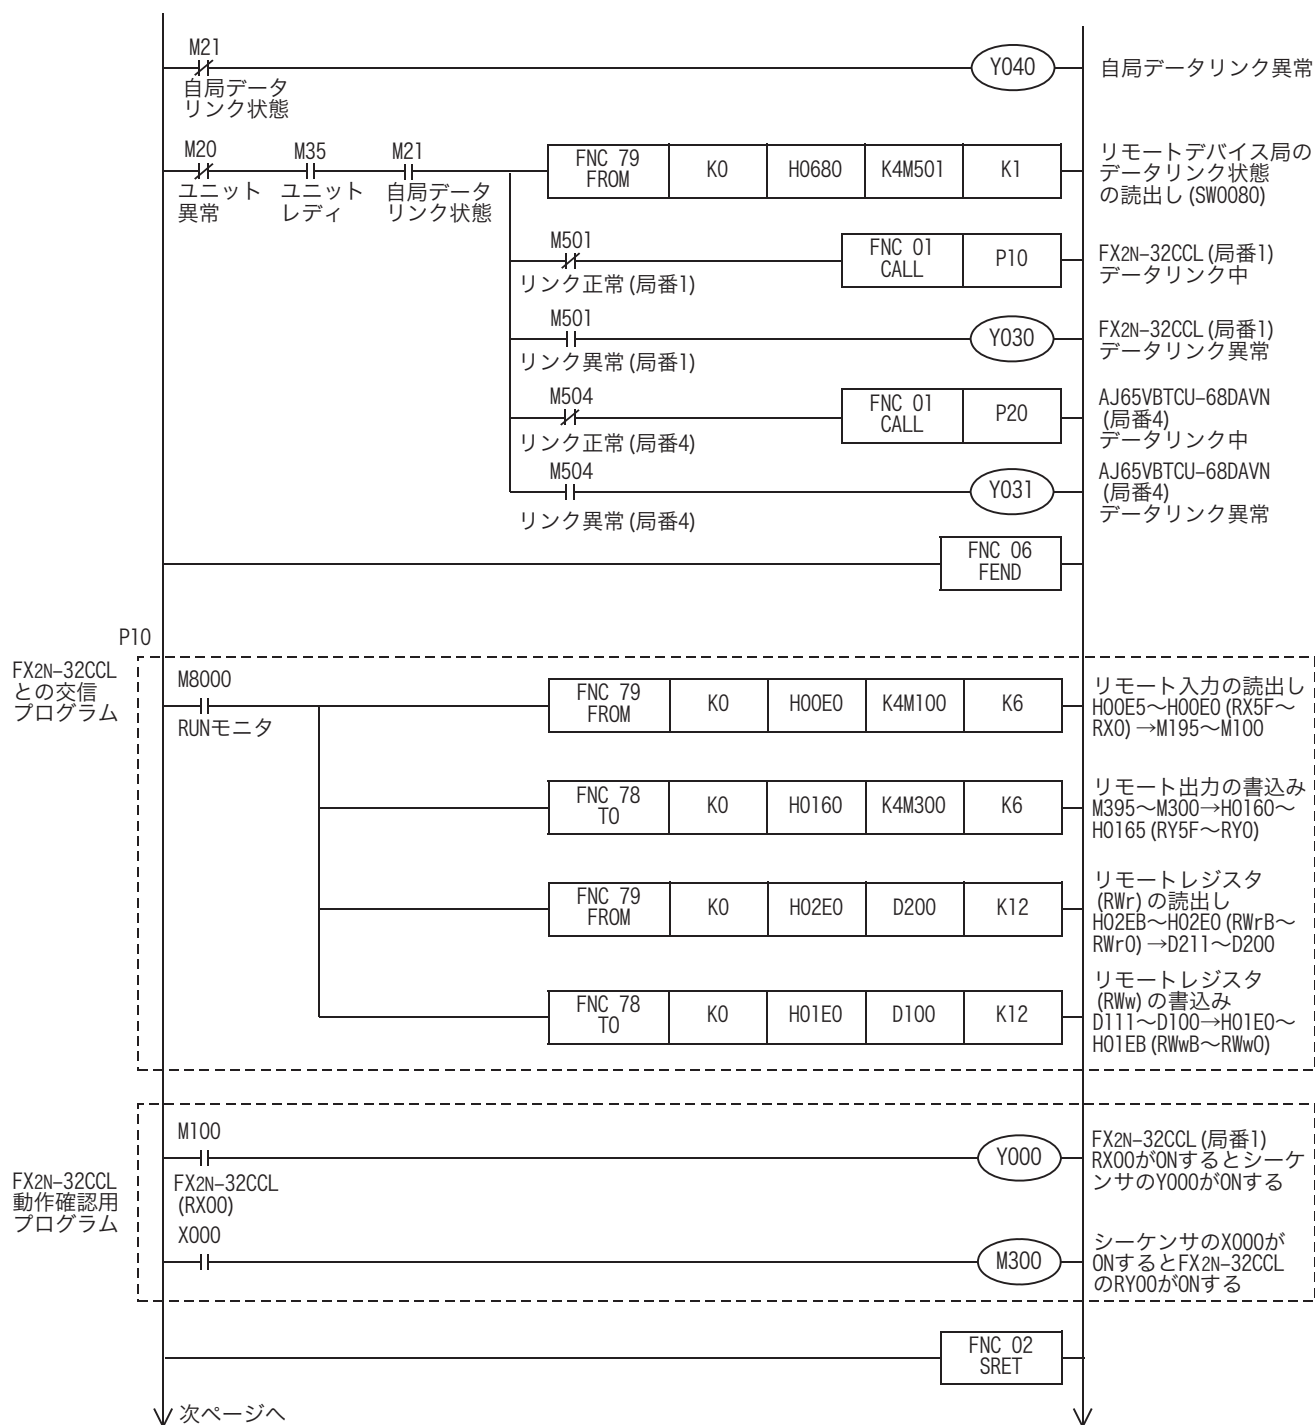 M21
自局データ
リンク状態
Y040
自局データリンク異常
M20
ユニット
異常
M35
ユニット
レディ
M21
自局データ
リンク状態
FNC 79
FROM
K0
H0680
K4M501
K1
リモートデバイス局の
データリンク状態
の読出し(SW0080)
M501
リンク正常(局番1)
FNC 01
CALL
P10
FX2N-32CCL(局番1)
データリンク中
M501
リンク異常(局番1)
Y030
FX2N-32CCL(局番1)
データリンク異常
M504
リンク正常(局番4)
FNC 01
CALL
P20
AJ65VBTCU-68DAVN
(局番4)
データリンク中
M504
リンク異常(局番4)
Y031
AJ65VBTCU-68DAVN
(局番4)
データリンク異常
FNC 06
FEND
P10
FX2N-32CCL
との交信
プログラム
M8000
RUNモニタ
FNC 79
FROM
K0
H00E0
K4M100
K6
リモート入力の読出し
H00E5~H00E0(RX5F~
RX0)→M195~M100
FNC 78
TO
K0
H0160
K4M300
K6
リモート出力の書込み
M395~M300→H0160~
H0165(RY5F~RY0)
FNC 79
FROM
K0
H02E0
D200
K12
リモートレジスタ
(RWr)の読出し
H02EB~H02E0(RWrB~
RWr0)→D211~D200
FNC 78
TO
K0
H01E0
D100
K12
リモートレジスタ
(RWw)の書込み
D111~D100→H01E0~
H01EB(RWwB~RWw0)
FX2N-32CCL
動作確認用
プログラム
M100
FX2N-32CCL
(RX00)
Y000
FX2N-32CCL(局番1)
RX00がONするとシーケ
ンサのY000がONする
X000
M300
シーケンサのX000が
ONするとFX2N-32CCL
のRY00がONする
FNC 02
SRET
次ページへ